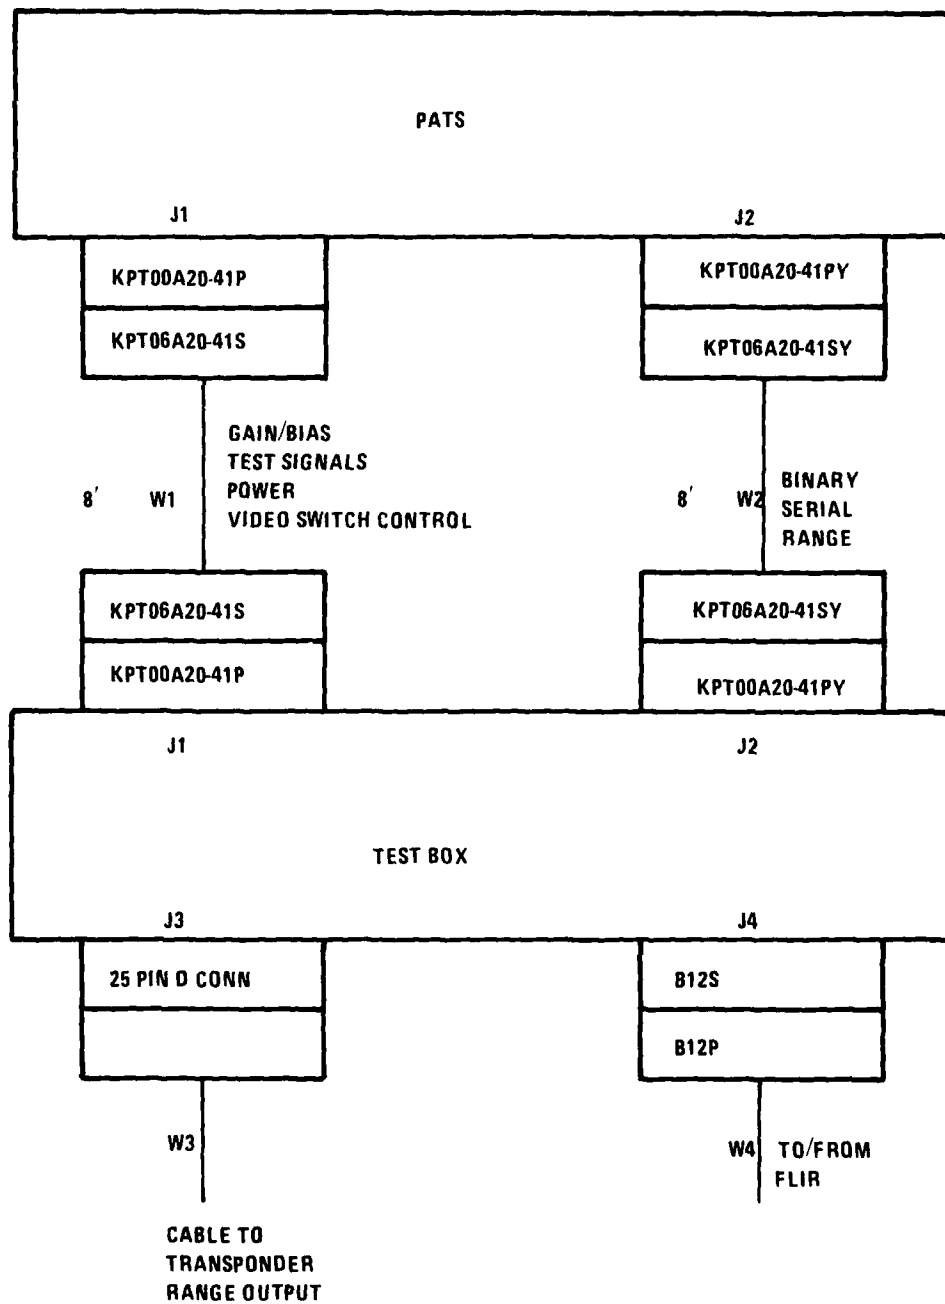 PATS
J1
J2
KPT00A20-41P
KPT00A20-41PY
KPT06A20-41S
KPT06A20-41SY
GAIN/BIAS
TEST SIGNALS
POWER
VIDEO SWITCH CONTROL
8' W1
8' W2
BINARY
SERIAL
RANGE
KPT06A20-41S
KPT06A20-41SY
KPT00A20-41P
KPT00A20-41PY
J1
J2
TEST BOX
J3
J4
25 PIN D CONN
B12S
B12P
W3
W4
TO/FROM
FLIR
CABLE TO
TRANSPONDER
RANGE OUTPUT